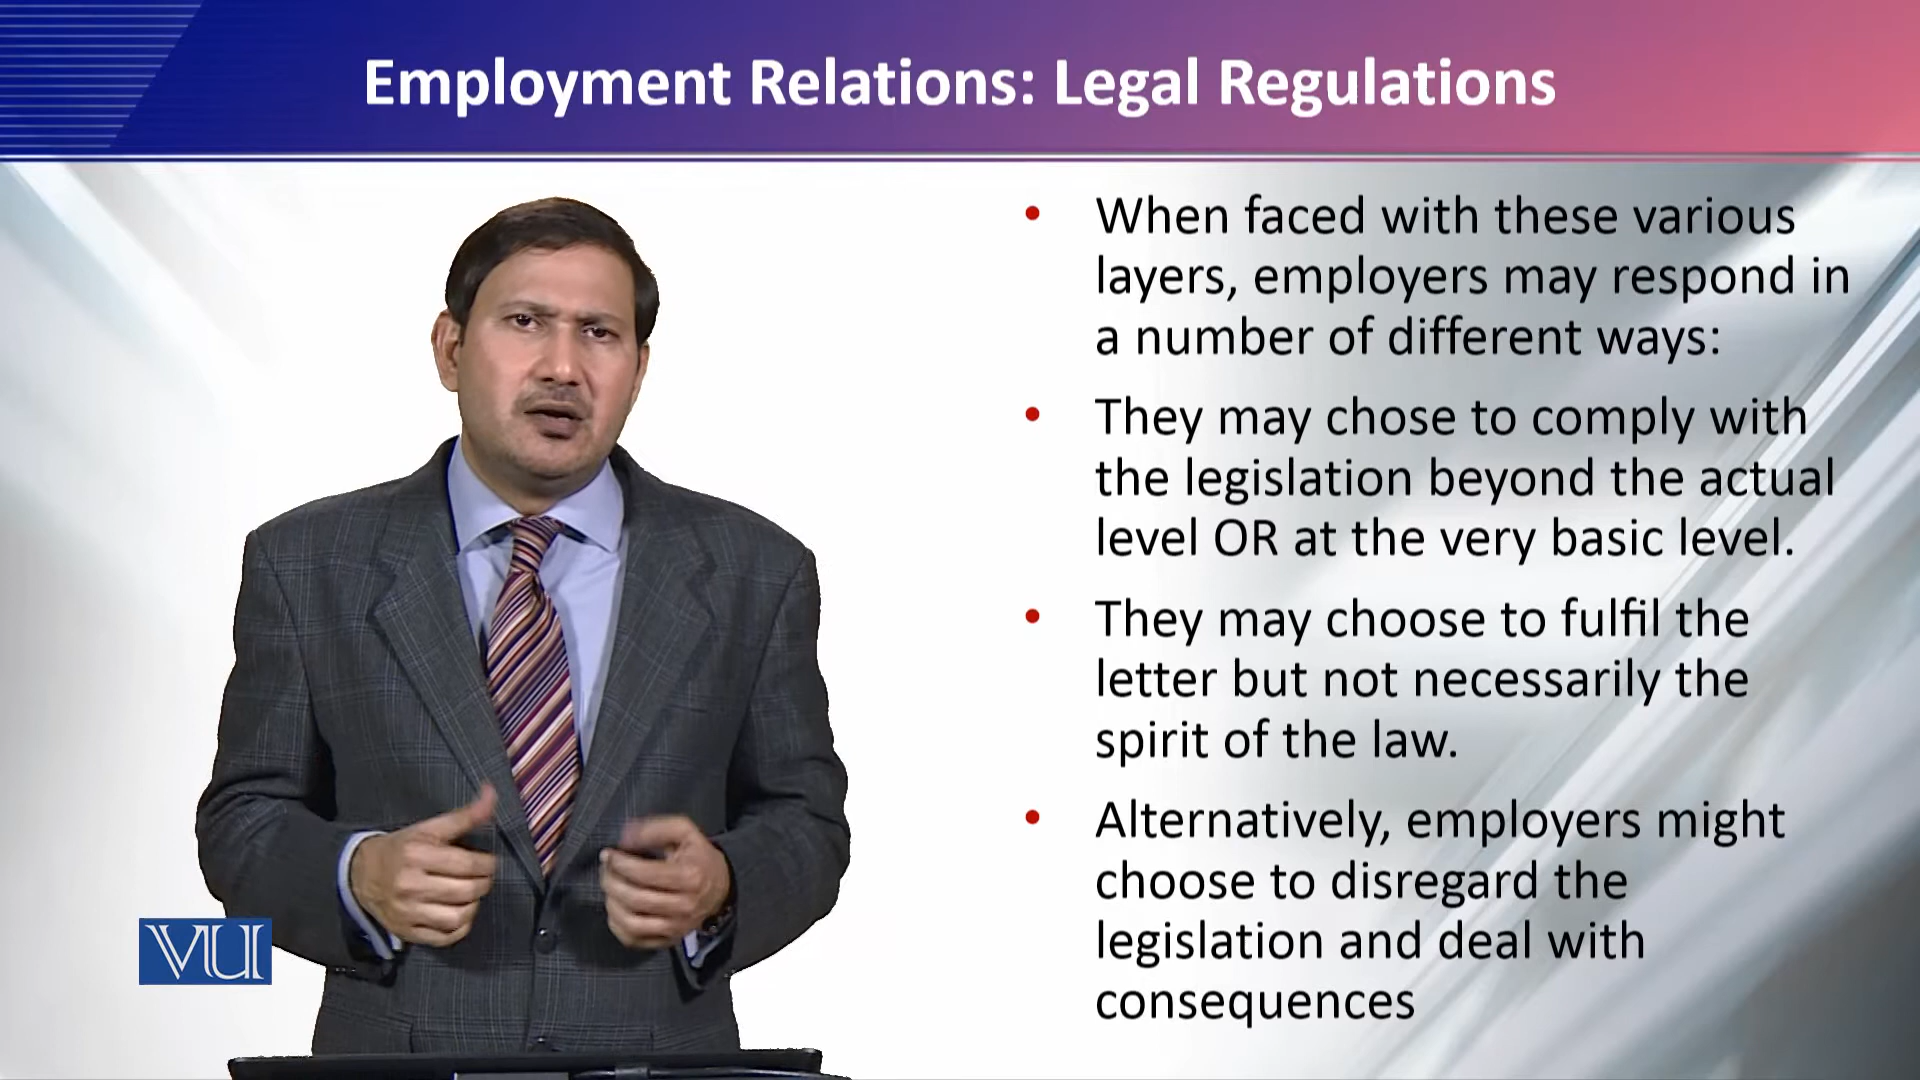 Employment Relations: Legal Regulations
• When faced with these various
layers, employers may respond in
a number of different ways:
• They may chose to comply with
the legislation beyond the actual
level OR at the very basic level.
• They may choose to fulfil the
letter but not necessarily the
spirit of the law.
• Alternatively, employers might
choose to disregard the
legislation and deal with
consequences
VU